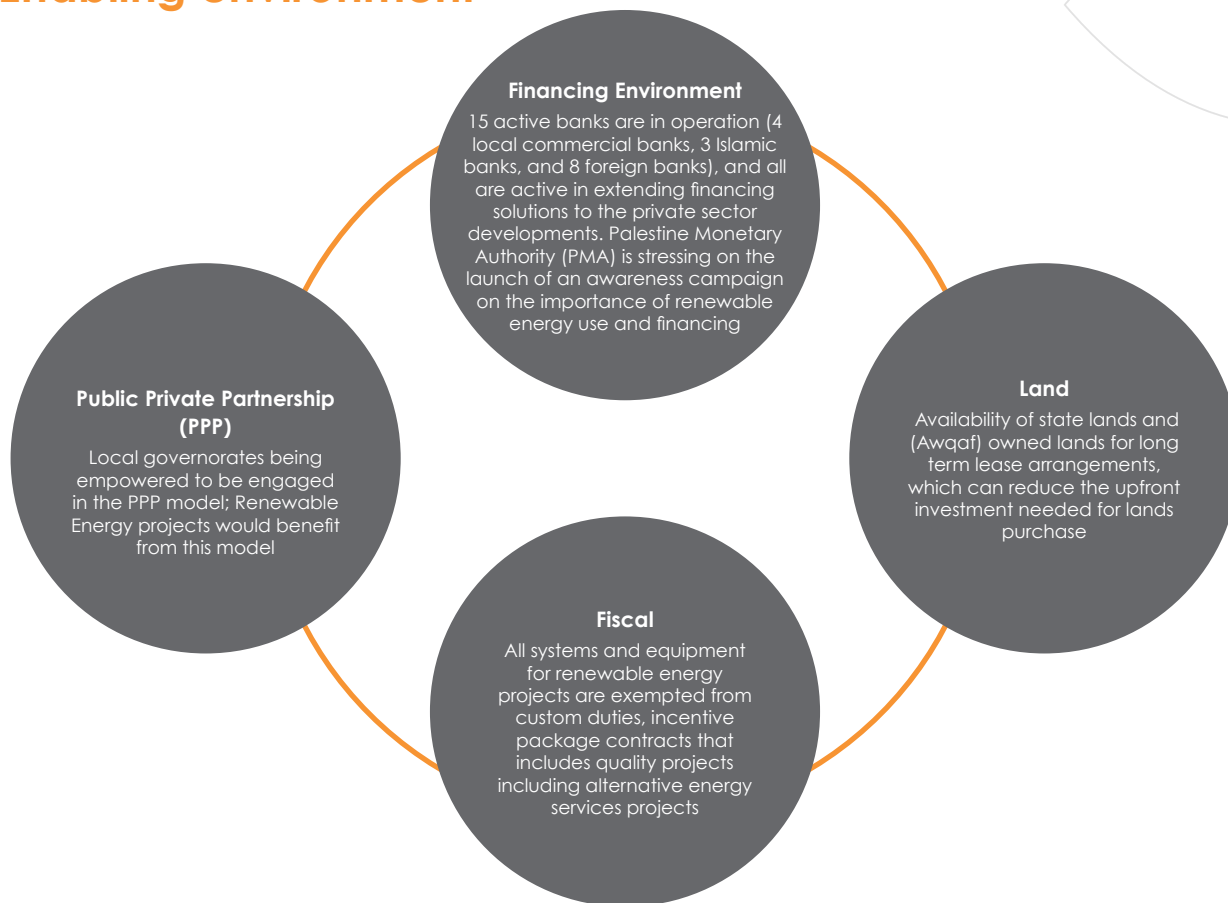 Enabling environment
Financing Environment
15 active banks are in operation (4
local commercial banks, 3 Islamic
banks, and 8 foreign banks), and all
are active in extending financing
solutions to the private sector
developments. Palestine Monetary
Authority (PMA) is stressing on the
launch of an awareness campaign
on the importance of renewable
energy use and financing
Public Private Partnership
(PPP)
Local governorates being
empowered to be engaged
in the PPP model; Renewable
Energy projects would benefit
from this model
Land
Availability of state lands and
(Awqaf) owned lands for long
term lease arrangements,
which can reduce the upfront
investment needed for lands
purchase
Fiscal
All systems and equipment
for renewable energy
projects are exempted from
custom duties, incentive
package contracts that
includes quality projects
including alternative energy
services projects